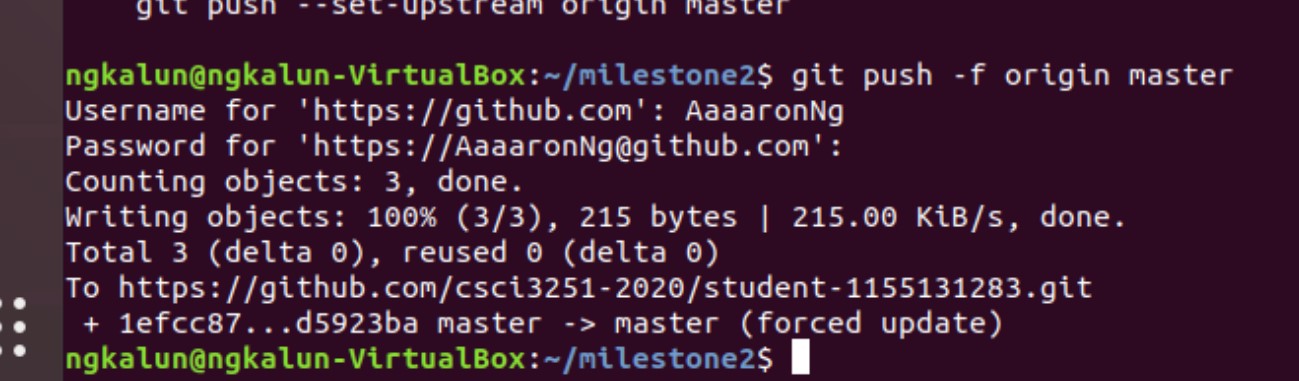 git push --set-upstream origin master
ngkalun@ngkalun-VirtualBox:~/milestone2$ git push -f origin master
Username for 'https://github.com': AaaaronNg
Password for 'https://AaaaronNg@github.com':
Counting objects: 3, done.
Writing objects: 100% (3/3), 215 bytes | 215.00 KiB/s, done.
Total 3 (delta 0), reused 0 (delta 0)
To https://github.com/csci3251-2020/student-1155131283.git
 + 1efcc87...d5923ba master -> master (forced update)
ngkalun@ngkalun-VirtualBox:~/milestone2$